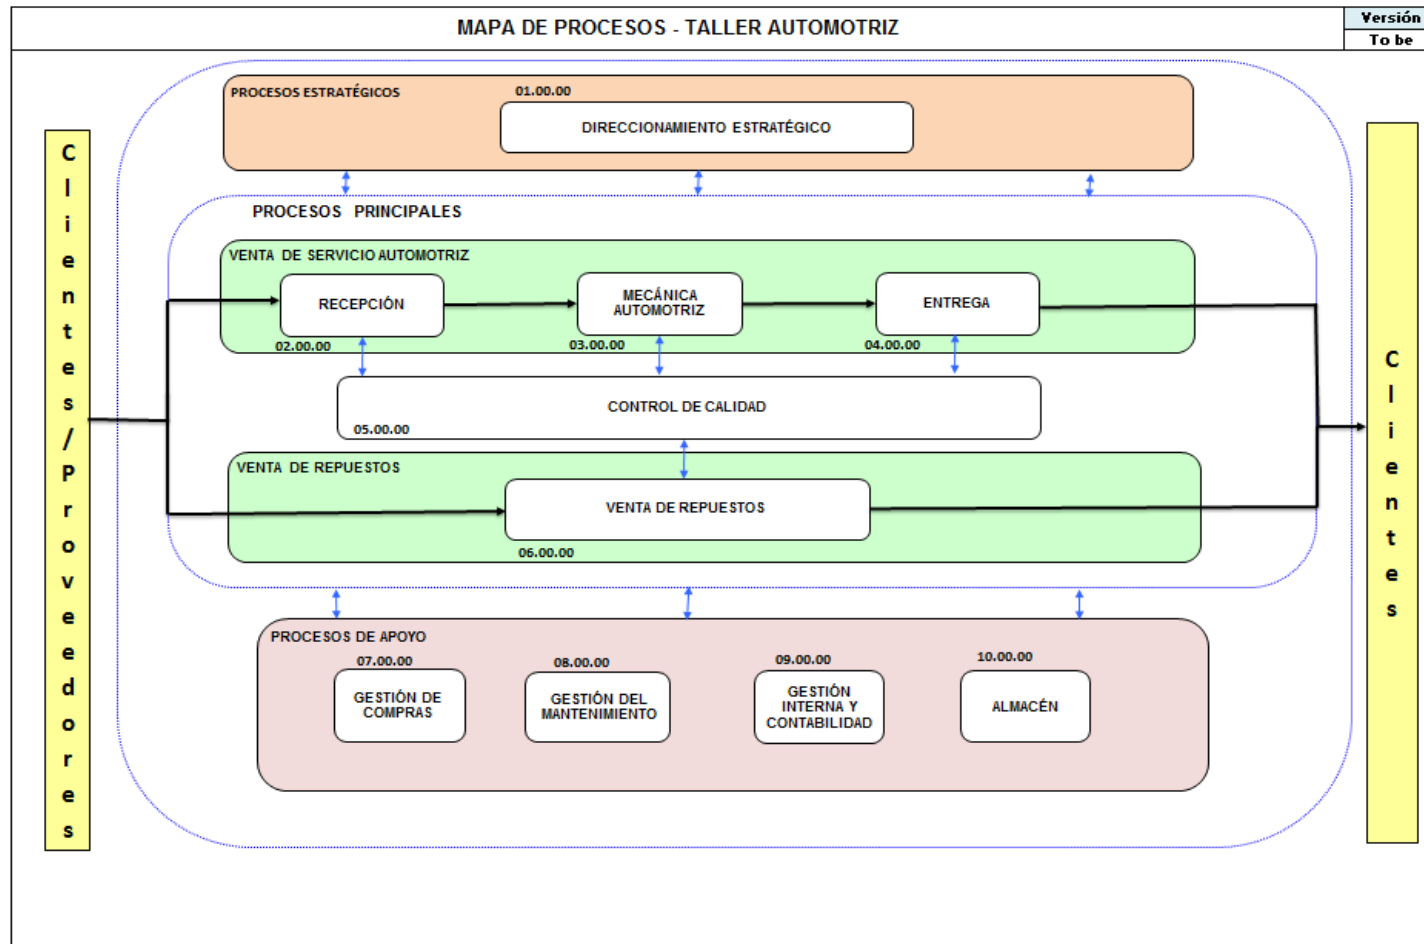 MAPA DE PROCESOS - TALLER AUTOMOTRIZ
Versión
To be
Clientes/Proveedores
PROCESOS ESTRATÉGICOS
01.00.00
DIRECCIONAMIENTO ESTRATÉGICO
PROCESOS PRINCIPALES
VENTA DE SERVICIO AUTOMOTRIZ
RECEPCIÓN
02.00.00
MECÁNICA
AUTOMOTRIZ
03.00.00
ENTREGA
04.00.00
CONTROL DE CALIDAD
05.00.00
VENTA DE REPUESTOS
VENTA DE REPUESTOS
06.00.00
PROCESOS DE APOYO
07.00.00
GESTIÓN DE
COMPRAS
08.00.00
GESTIÓN DEL
MANTENIMIENTO
09.00.00
GESTIÓN
INTERNA Y
CONTABILIDAD
10.00.00
ALMACÉN
Clientes